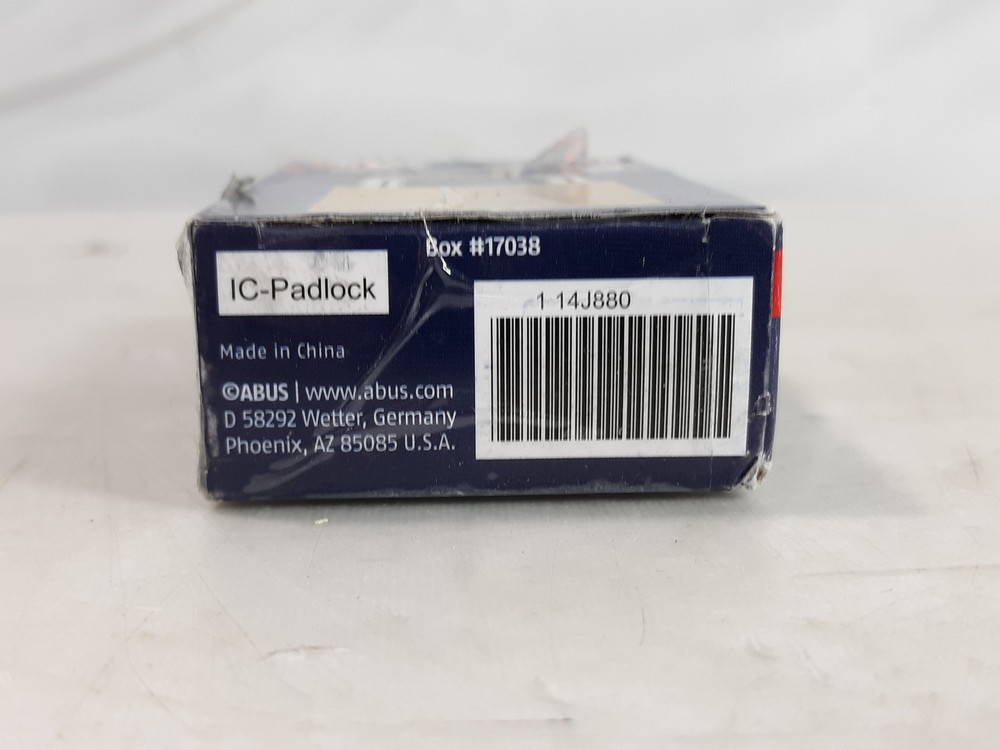 Box #17038
IC-Padlock
1 14J880
Made in China
©ABUS | www.abus.com
D 58292 Wetter, Germany
Phoenix, AZ 85085 U.S.A.